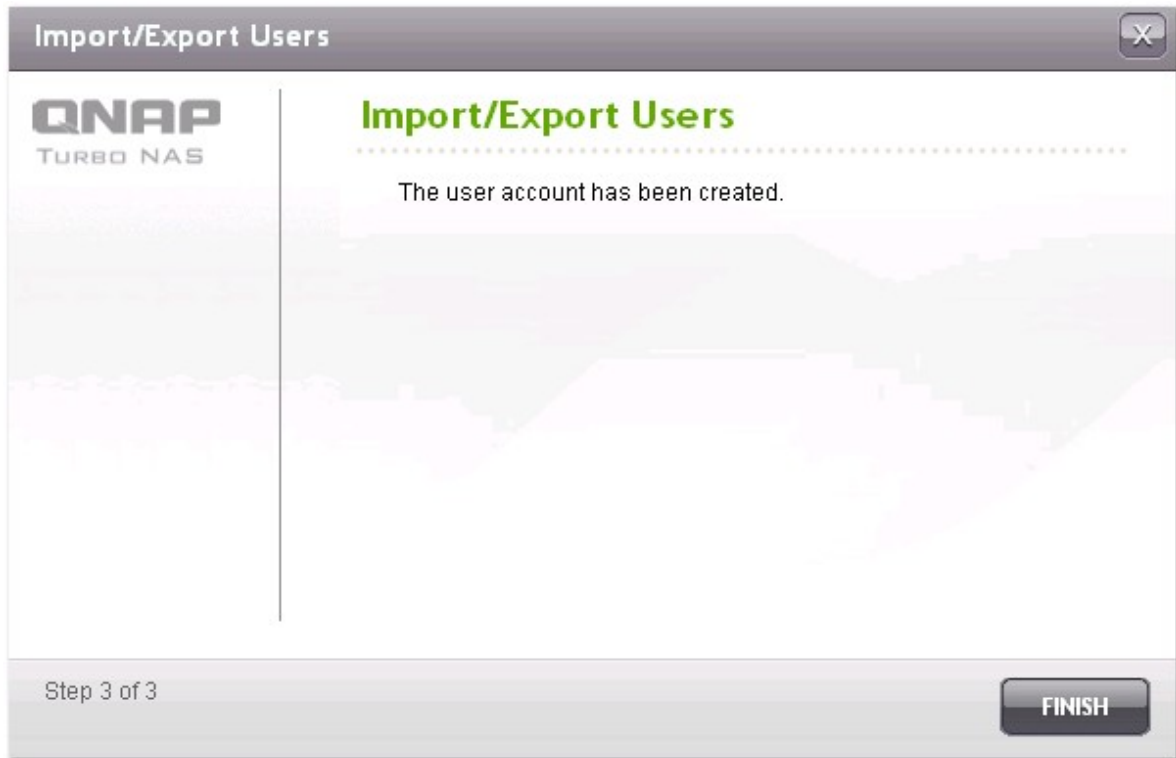 Import/Export Users
X
QNAP
TURBO NAS
Import/Export Users
The user account has been created.
Step 3 of 3
FINISH